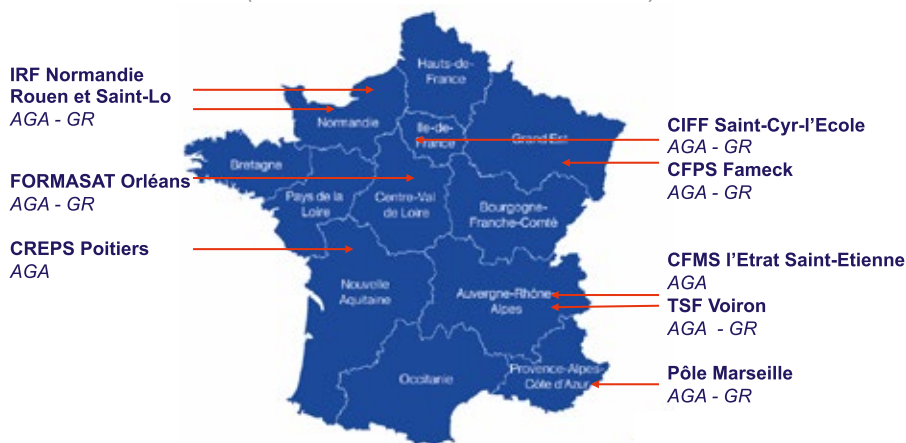 IRF Normandie
Rouen et Saint-Lo
AGA - GR
FORMASAT Orléans
AGA - GR
CREPS Poitiers
AGA
Hauts-de-
France
Normandie
Ile-de-
France
Grand Est
Bretagne
Pays de la
Loire
Centre-Val
de Loire
Bourgogne-
Franche-Comté
Nouvelle
Aquitaine
Auvergne-Rhône
Alpes
Occitanie
Provence-Alpes-
Côte d'Azur
CIFF Saint-Cyr-l'Ecole
AGA - GR
CFPS Fameck
AGA - GR
CFMS l'Etrat Saint-Etienne
AGA
TSF Voiron
AGA - GR
Pôle Marseille
AGA - GR